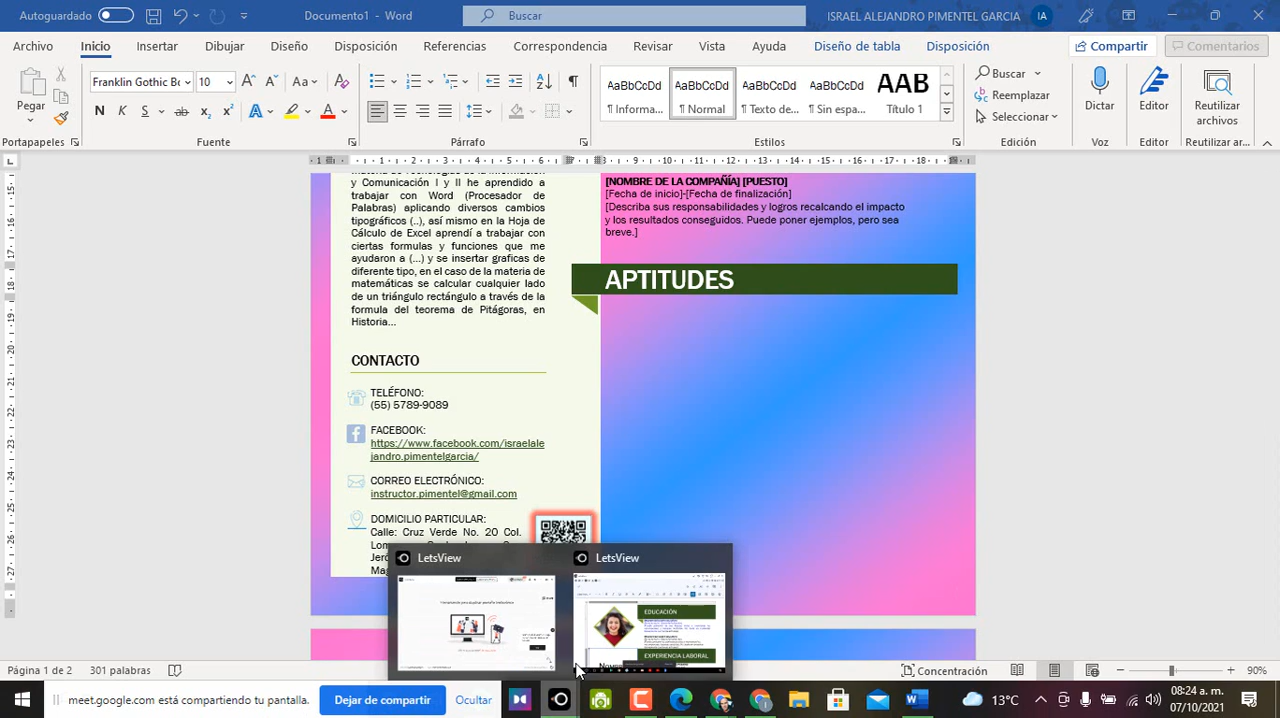 Autoguardado
Documento1 - Word
Buscar
ISRAEL ALEJANDRO PIMENTEL GARCIA
IA
Archivo Inicio Insertar Dibujar Diseño Disposición Referencias Correspondencia Revisar Vista Ayuda Diseño de tabla Disposición
Compartir
Comentarios
Pegar
Franklin Gothic Bo 10
Aa
N K S ab x₂ x²
AaBbCcDd AaBbCcDd AaBbCcDd AaBbCcDd AAB
¶ Informa... ¶ Normal ¶ Texto de... ¶ Sin espa... Título 1
Buscar
Reemplazar
Seleccionar
Dictar
Editor
Reutilizar archivos
Portapapeles Fuente Párrafo Estilos Edición Voz Editor Reutilizar ar...
materia de Tecnologías de la Información
y Comunicación I y II he aprendido a
trabajar con Word (Procesador de
Palabras) aplicando diversos cambios
tipográficos (..), así mismo en la Hoja de
Cálculo de Excel aprendí a trabajar con
ciertas formulas y funciones que me
ayudaron a (...) y se insertar graficas de
diferente tipo, en el caso de la materia de
matemáticas se calcular cualquier lado
de un triángulo rectángulo a través de la
formula del teorema de Pitágoras, en
Historia...
CONTACTO
TELÉFONO:
(55) 5789-9089
FACEBOOK:
https://www.facebook.com/israelale
jandro.pimentelgarcia/
CORREO ELECTRÓNICO:
instructor.pimentel@gmail.com
DOMICILIO PARTICULAR:
Calle: Cruz Verde No. 20 Col.
[NOMBRE DE LA COMPAÑÍA] [PUESTO]
[Fecha de inicio]-[Fecha de finalización]
[Describa sus responsabilidades y logros recalcando el impacto
y los resultados conseguidos. Puede poner ejemplos, pero sea
breve.]
APTITUDES
LetsView
LetsView
EDUCACIÓN
EXPERIENCIA LABORAL
Página 1 de 2
301 palabras
Concentración
90%
meet.google.com está compartiendo tu pantalla.
Dejar de compartir
Ocultar
13°C
a. m.
07/10/2021